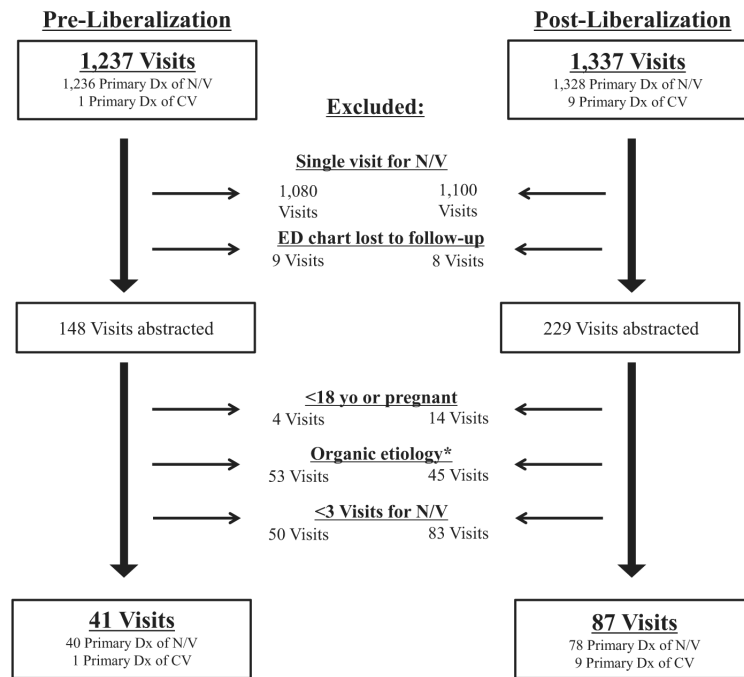 Pre-Liberalization
Post-Liberalization
1,237 Visits
1,236 Primary Dx of N/V
1 Primary Dx of CV
1,337 Visits
1,328 Primary Dx of N/V
9 Primary Dx of CV
Excluded:
Single visit for N/V
1,080 Visits
1,100 Visits
ED chart lost to follow-up
9 Visits
8 Visits
148 Visits abstracted
229 Visits abstracted
<18 yo or pregnant
4 Visits
14 Visits
Organic etiology*
53 Visits
45 Visits
<3 Visits for N/V
50 Visits
83 Visits
41 Visits
40 Primary Dx of N/V
1 Primary Dx of CV
87 Visits
78 Primary Dx of N/V
9 Primary Dx of CV